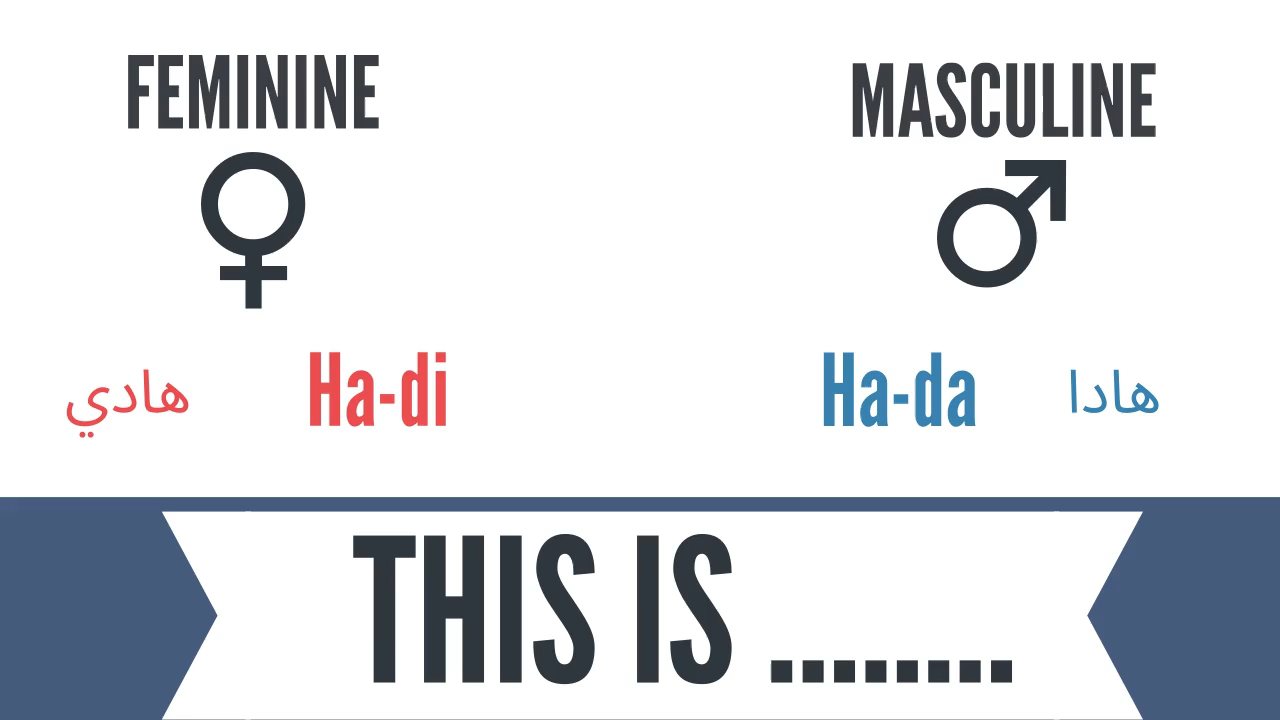 FEMININE
MASCULINE
هادي Ha-di
Ha-da هادا
THIS IS ........